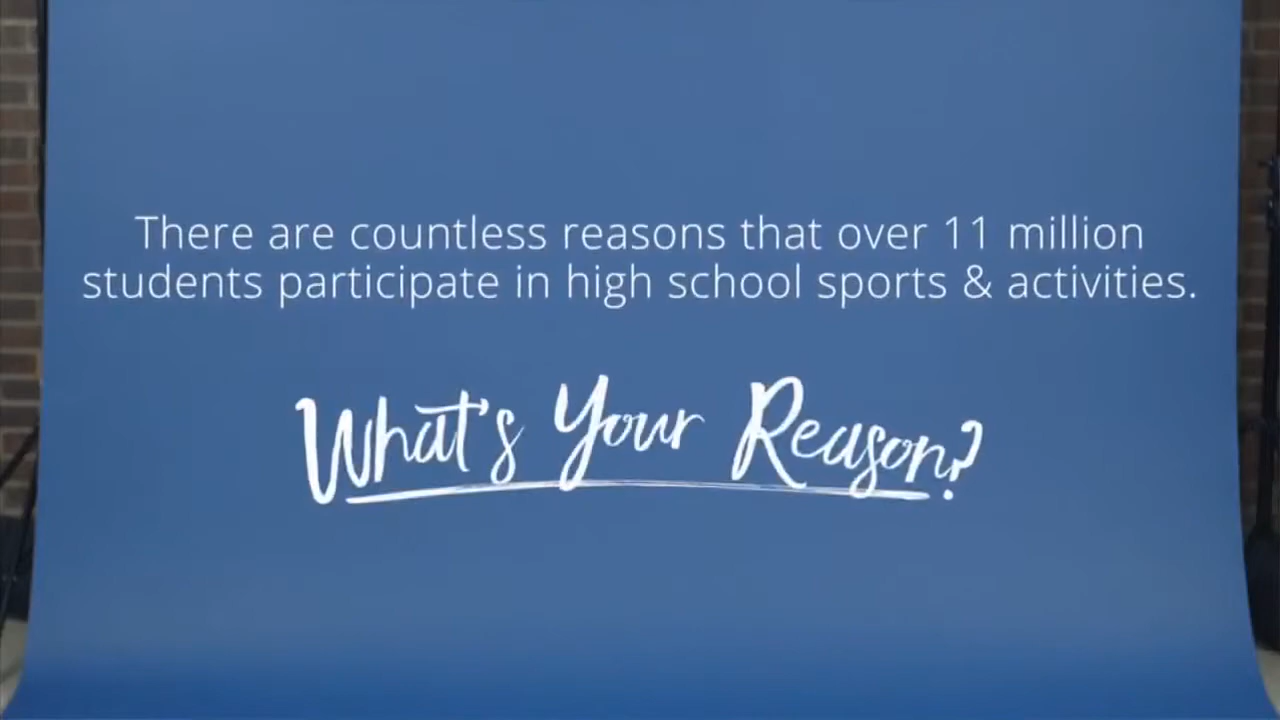 There are countless reasons that over 11 million
students participate in high school sports & activities.
What's Your Reason?